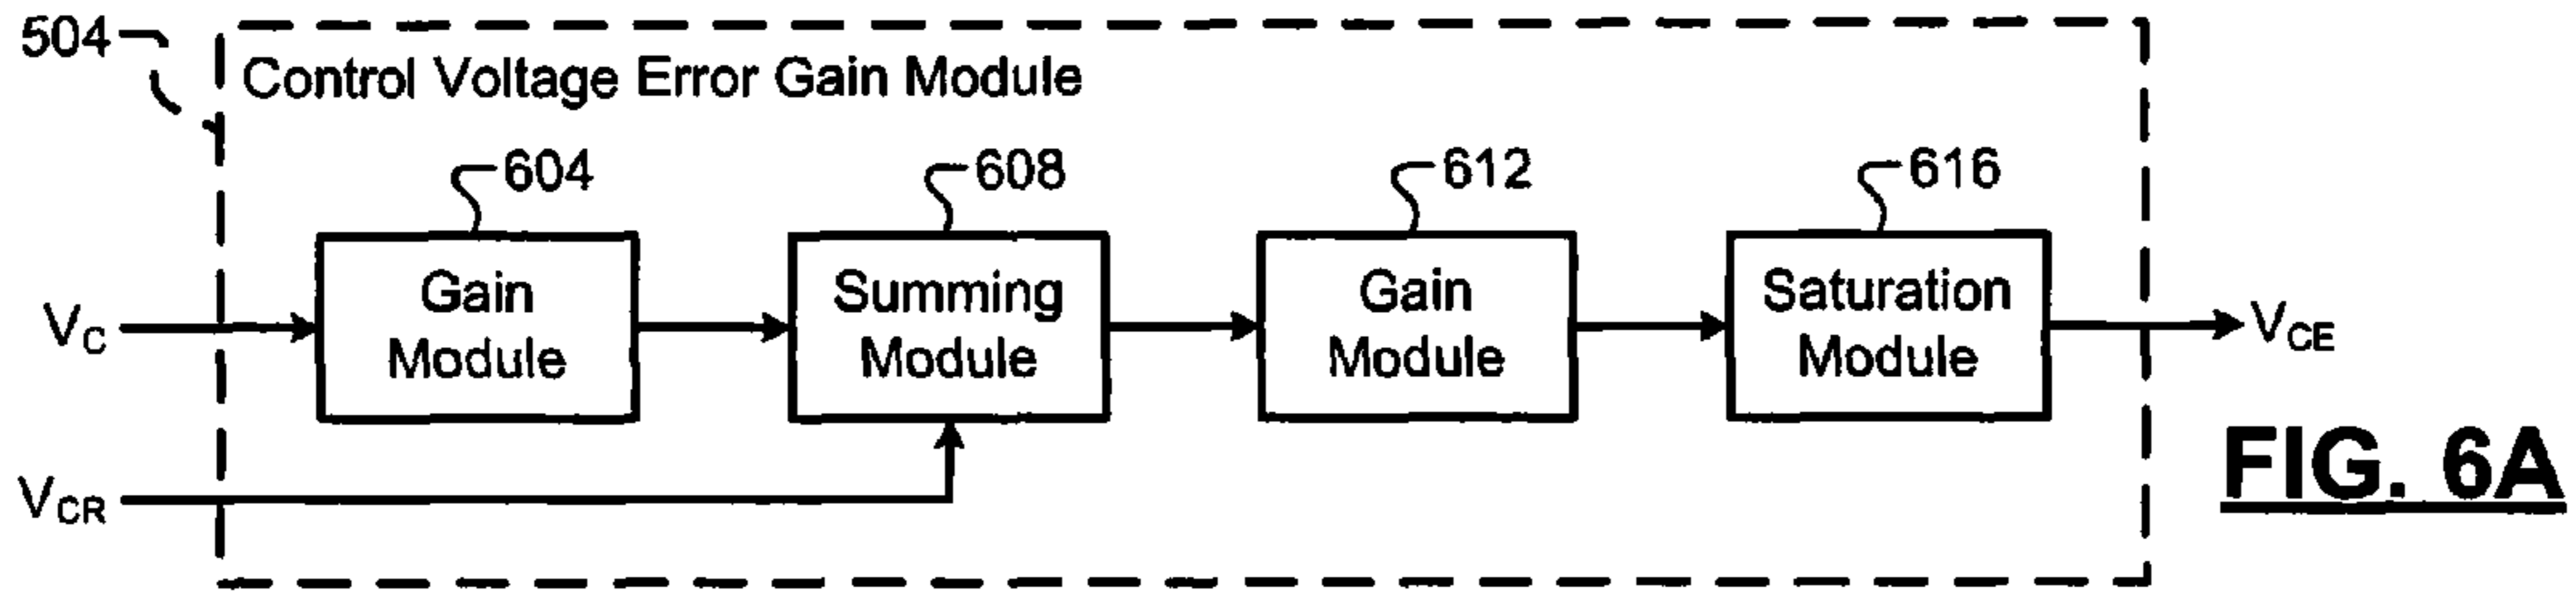 504
Control Voltage Error Gain Module
604
608
612
616
Gain
Module
Summing
Module
Gain
Module
Saturation
Module
VC
VCE
VCR
FIG. 6A